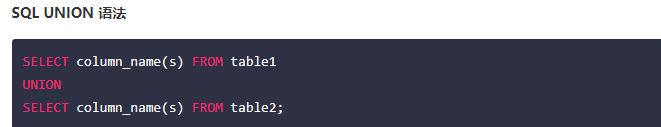 SQL UNION 语法
SELECT column_name(s) FROM table1
UNION
SELECT column_name(s) FROM table2;